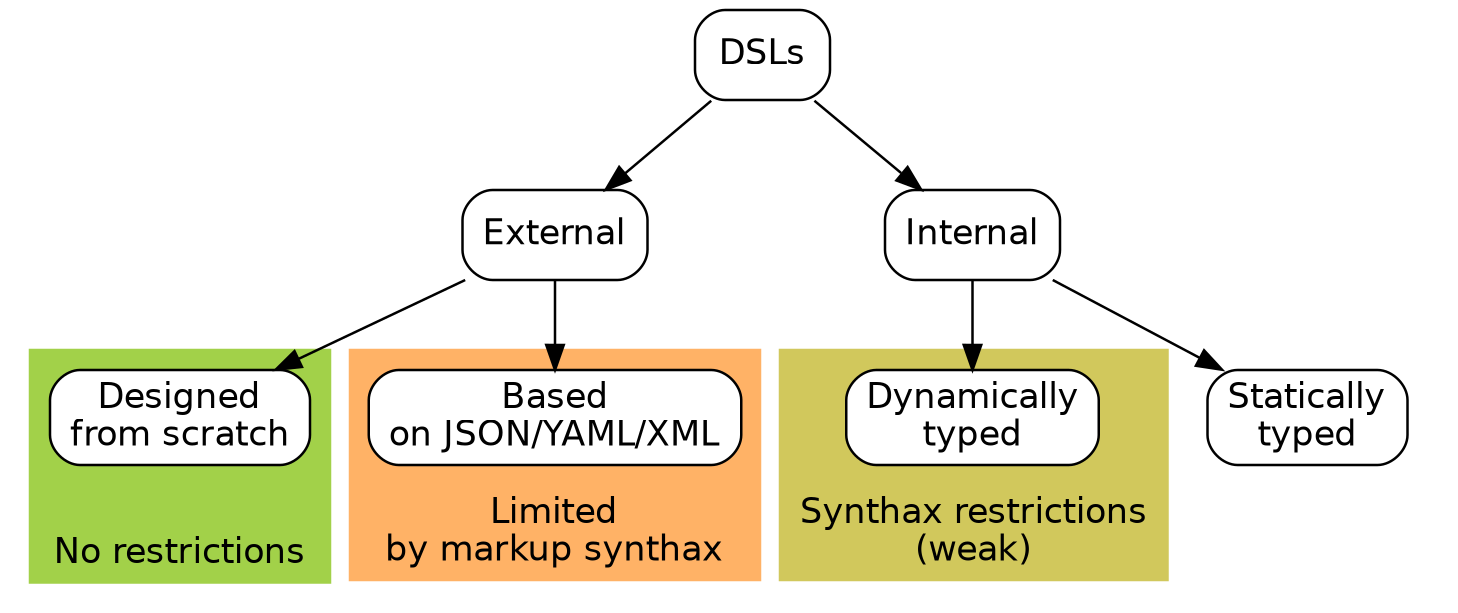 DSLs
External
Internal
Designed
from scratch
Based
on JSON/YAML/XML
Dynamically
typed
Statically
typed
No restrictions
Limited
by markup synthax
Synthax restrictions
(weak)